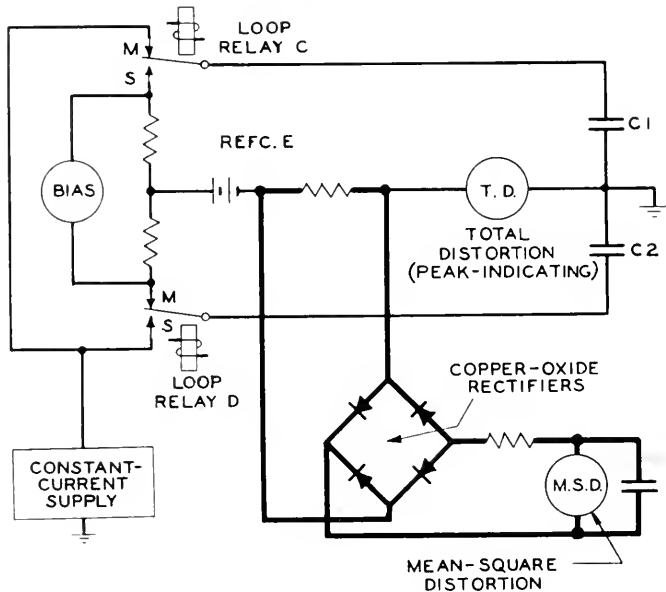 LOOP
RELAY C
M
S
REFC. E
C1
BIAS
T. D.
TOTAL
DISTORTION
(PEAK-INDICATING)
C2
M
S
LOOP
RELAY D
COPPER-OXIDE
RECTIFIERS
CONSTANT-
CURRENT
SUPPLY
M.S.D.
MEAN-SQUARE
DISTORTION